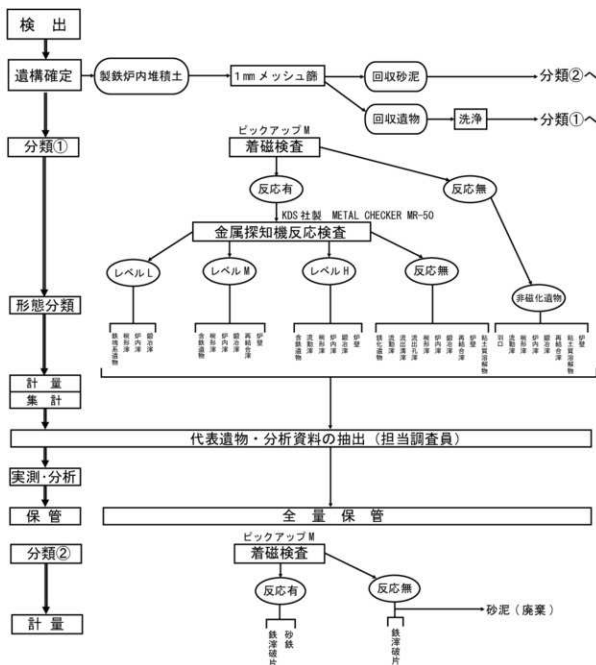 検 出
遺構確定
製鉄炉内堆積土
1mmメッシュ篩
回収砂泥
分類②へ
回収遺物
洗浄
分類①へ
分類①
ピックアップM
着磁検査
反応有
反応無
KDS社製 METAL CHECKER MR-50
金属探知機反応検査
レベルL
レベルM
レベルH
反応無
非磁化遺物
形態分類
鉄塊系遺物
椀形滓
炉内滓
鍛冶滓
含鉄遺物
椀形滓
炉内滓
鍛冶滓
再結合滓
炉壁
含鉄遺物
流動滓
椀形滓
炉内滓
鍛冶滓
炉壁
鉄化遺物
流動滓
流出溝滓
流出孔滓
椀形滓
炉内滓
鍛冶滓
再結合滓
炉壁
粘土質溶解物
羽口
流動滓
椀形滓
炉内滓
鍛冶滓
再結合滓
粘土質溶解物
炉壁
計 量
集 計
代表遺物・分析資料の抽出(担当調査員)
実測・分析
保 管
全 量 保 管
分類②
ピックアップM
着磁検査
反応有
反応無
砂泥(廃棄)
計 量
鉄滓破片
砂鉄
鉄滓破片